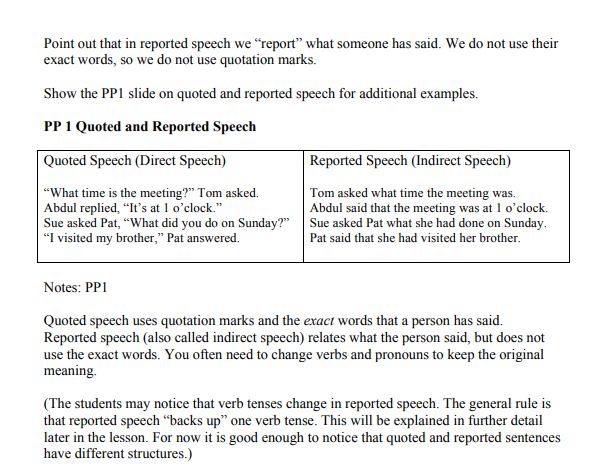 Point out that in reported speech we “report” what someone has said. We do not use their
exact words, so we do not use quotation marks.
Show the PP1 slide on quoted and reported speech for additional examples.
PP 1 Quoted and Reported Speech
Quoted Speech (Direct Speech)
“What time is the meeting?” Tom asked.
Abdul replied, “It’s at 1 o’clock.”
Sue asked Pat, “What did you do on Sunday?”
“I visited my brother,” Pat answered.
Reported Speech (Indirect Speech)
Tom asked what time the meeting was.
Abdul said that the meeting was at 1 o’clock.
Sue asked Pat what she had done on Sunday.
Pat said that she had visited her brother.
Notes: PP1
Quoted speech uses quotation marks and the exact words that a person has said.
Reported speech (also called indirect speech) relates what the person said, but does not
use the exact words. You often need to change verbs and pronouns to keep the original
meaning.
(The students may notice that verb tenses change in reported speech. The general rule is
that reported speech “backs up” one verb tense. This will be explained in further detail
later in the lesson. For now it is good enough to notice that quoted and reported sentences
have different structures.)